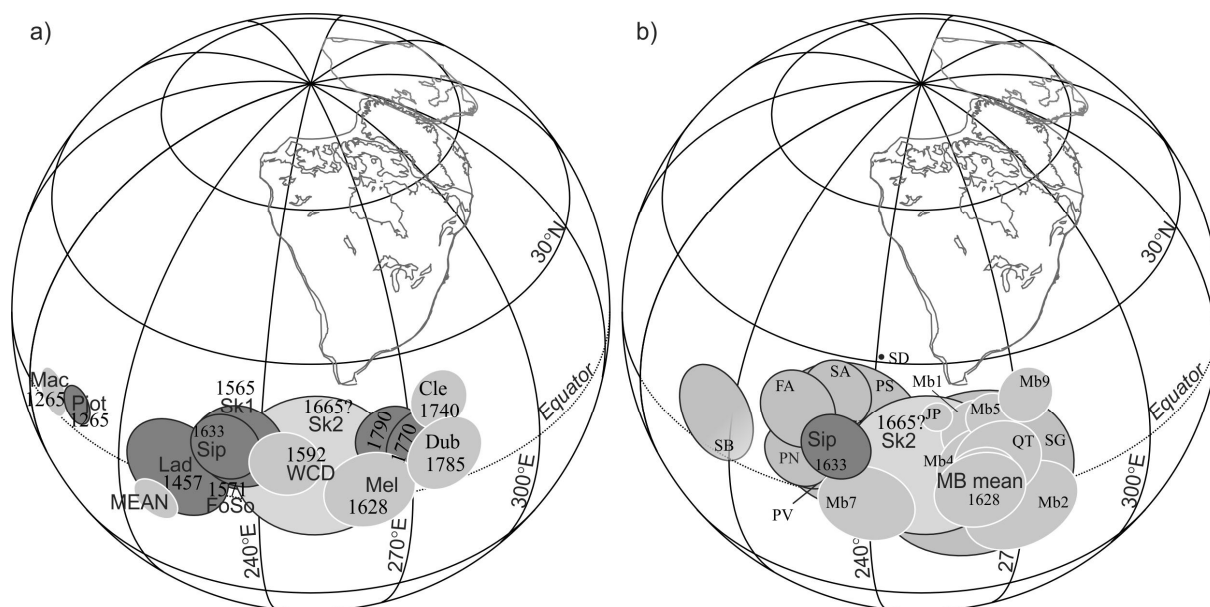 a)
30°N
Equator
Mac
1265
Pjot
1265
1565
Sk1
1633
Sip
Lad
1457
1571
FoSo
MEAN
1665?
Sk2
1592
WCD
1790
770
Cle
1740
Dub
1785
Mel
1628
240°E
270°E
300°E
b)
30°N
Equator
SD
SA
FA
PS
Mb1
Mb9
JP
Mb5
1665?
Sk2
SB
Sip
1633
PN
QT
SG
Mb4
MB mean
1628
Mb7
Mb2
PV
240°
27
300°E